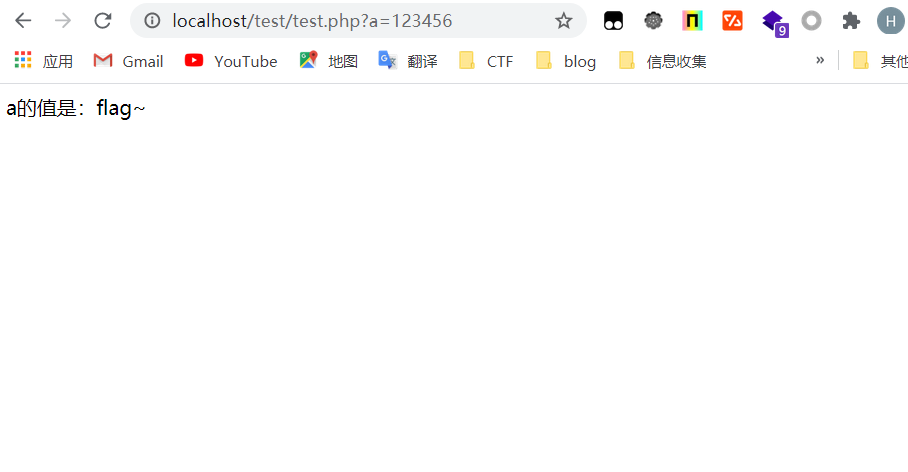 localhost/test/test.php?a=123456
9
H
应用 Gmail YouTube 地图 翻译 CTF blog 信息收集 » 其他
a的值是：flag~